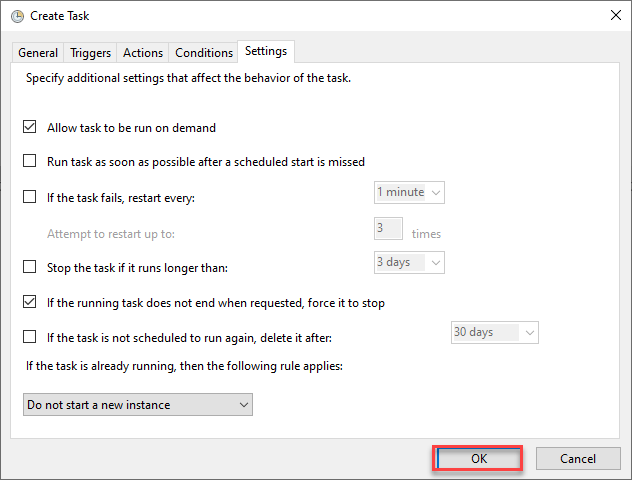 Create Task
General Triggers Actions Conditions Settings
Specify additional settings that affect the behavior of the task.
Allow task to be run on demand
Run task as soon as possible after a scheduled start is missed
If the task fails, restart every: 1 minute
Attempt to restart up to: 3 times
Stop the task if it runs longer than: 3 days
If the running task does not end when requested, force it to stop
If the task is not scheduled to run again, delete it after: 30 days
If the task is already running, then the following rule applies:
Do not start a new instance
OK Cancel